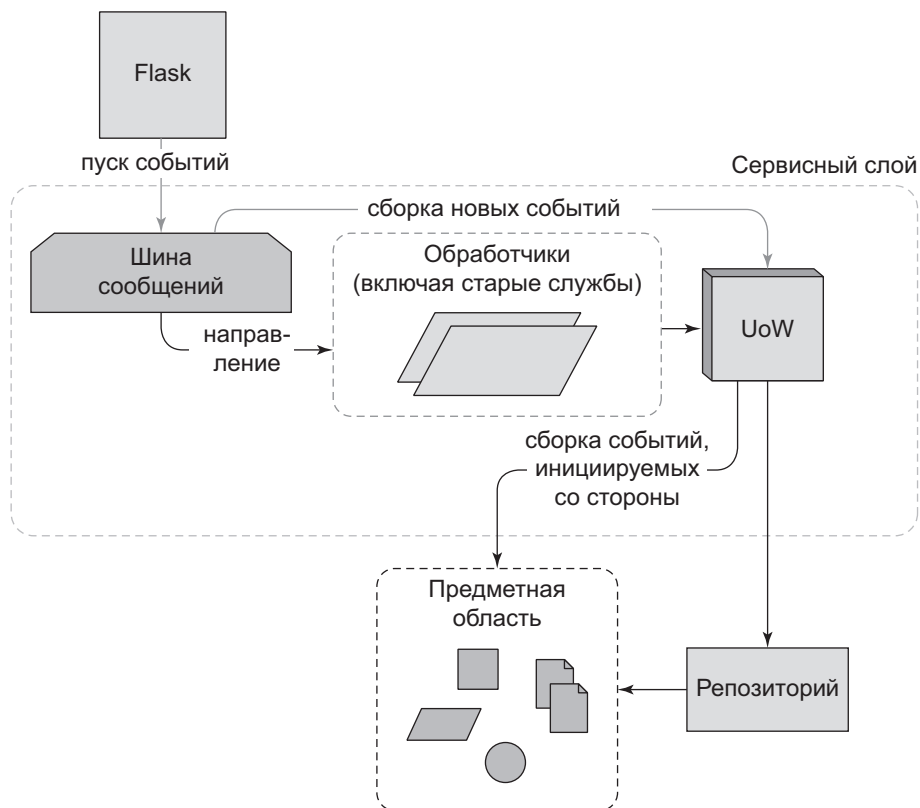 Flask
пуск событий
Сервисный слой
сборка новых событий
Шина
сообщений
Обработчики
(включая старые службы)
UoW
направ-
ление
сборка событий,
инициируемых
со стороны
Предметная
область
Репозиторий